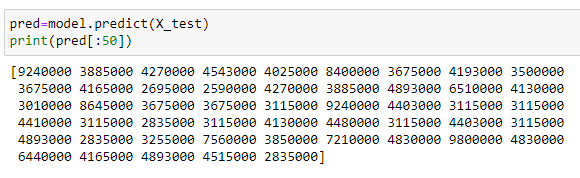 pred=model.predict(X_test)
print(pred[:50])
[9240000 3885000 4270000 4543000 4025000 8400000 3675000 4193000 3500000
3675000 4165000 2695000 2590000 4270000 3885000 4893000 6510000 4130000
3010000 8645000 3675000 3675000 3115000 9240000 4403000 3115000 3115000
4410000 3115000 2835000 3115000 4130000 4480000 3115000 4403000 3115000
4893000 2835000 3255000 7560000 3850000 7210000 4830000 9800000 4830000
6440000 4165000 4893000 4515000 2835000]